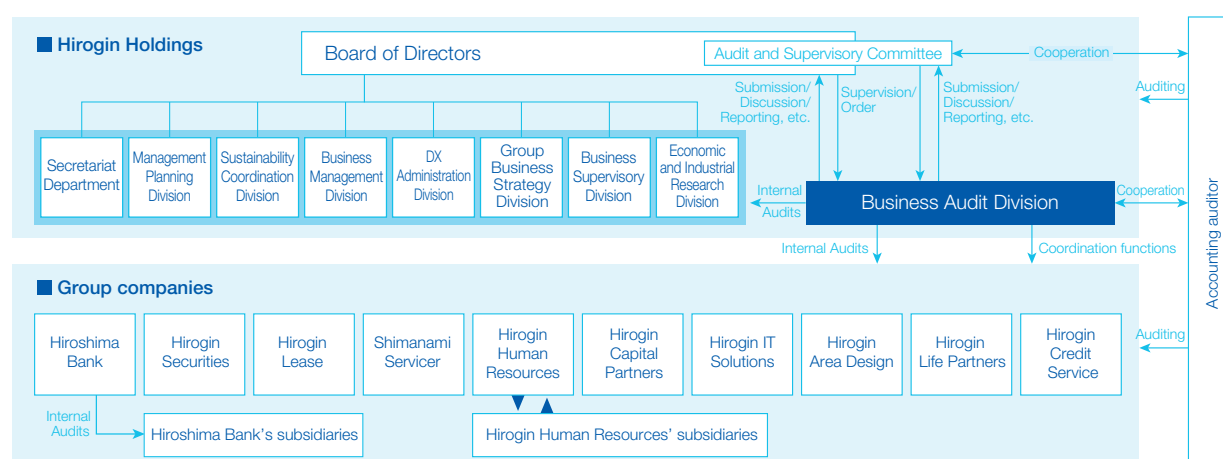 Hirogin Holdings
Board of Directors
Audit and Supervisory Committee
Cooperation
Submission/
Discussion/
Reporting, etc.
Supervision/
Order
Submission/
Discussion/
Reporting, etc.
Auditing
Secretariat
Department
Management
Planning
Division
Sustainability
Coordination
Division
Business
Management
Division
DX
Administration
Division
Group
Business
Strategy
Division
Business
Supervisory
Division
Economic
and Industrial
Research
Division
Internal
Audits
Business Audit Division
Cooperation
Accounting auditor
Internal Audits
Coordination functions
Group companies
Hiroshima
Bank
Hirogin
Securities
Hirogin
Lease
Shimanami
Servicer
Hirogin
Human
Resources
Hirogin
Capital
Partners
Hirogin IT
Solutions
Hirogin
Area Design
Hirogin
Life Partners
Hirogin
Credit
Service
Auditing
Internal
Audits
Hiroshima Bank's subsidiaries
Hirogin Human Resources' subsidiaries